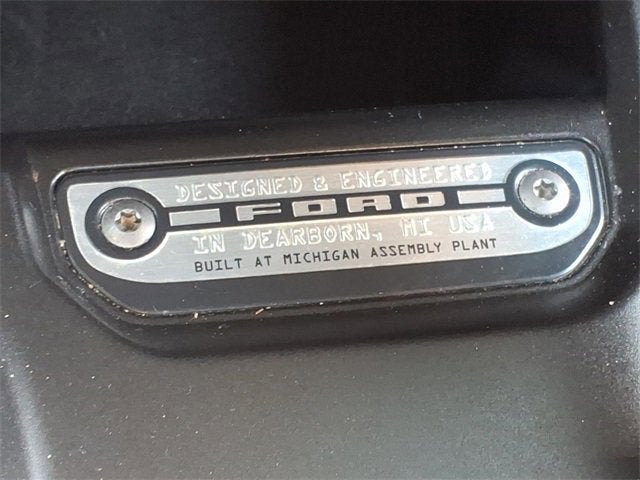 DESIGNED & ENGINEERED
FORD
IN DEARBORN, MI USA
BUILT AT MICHIGAN ASSEMBLY PLANT